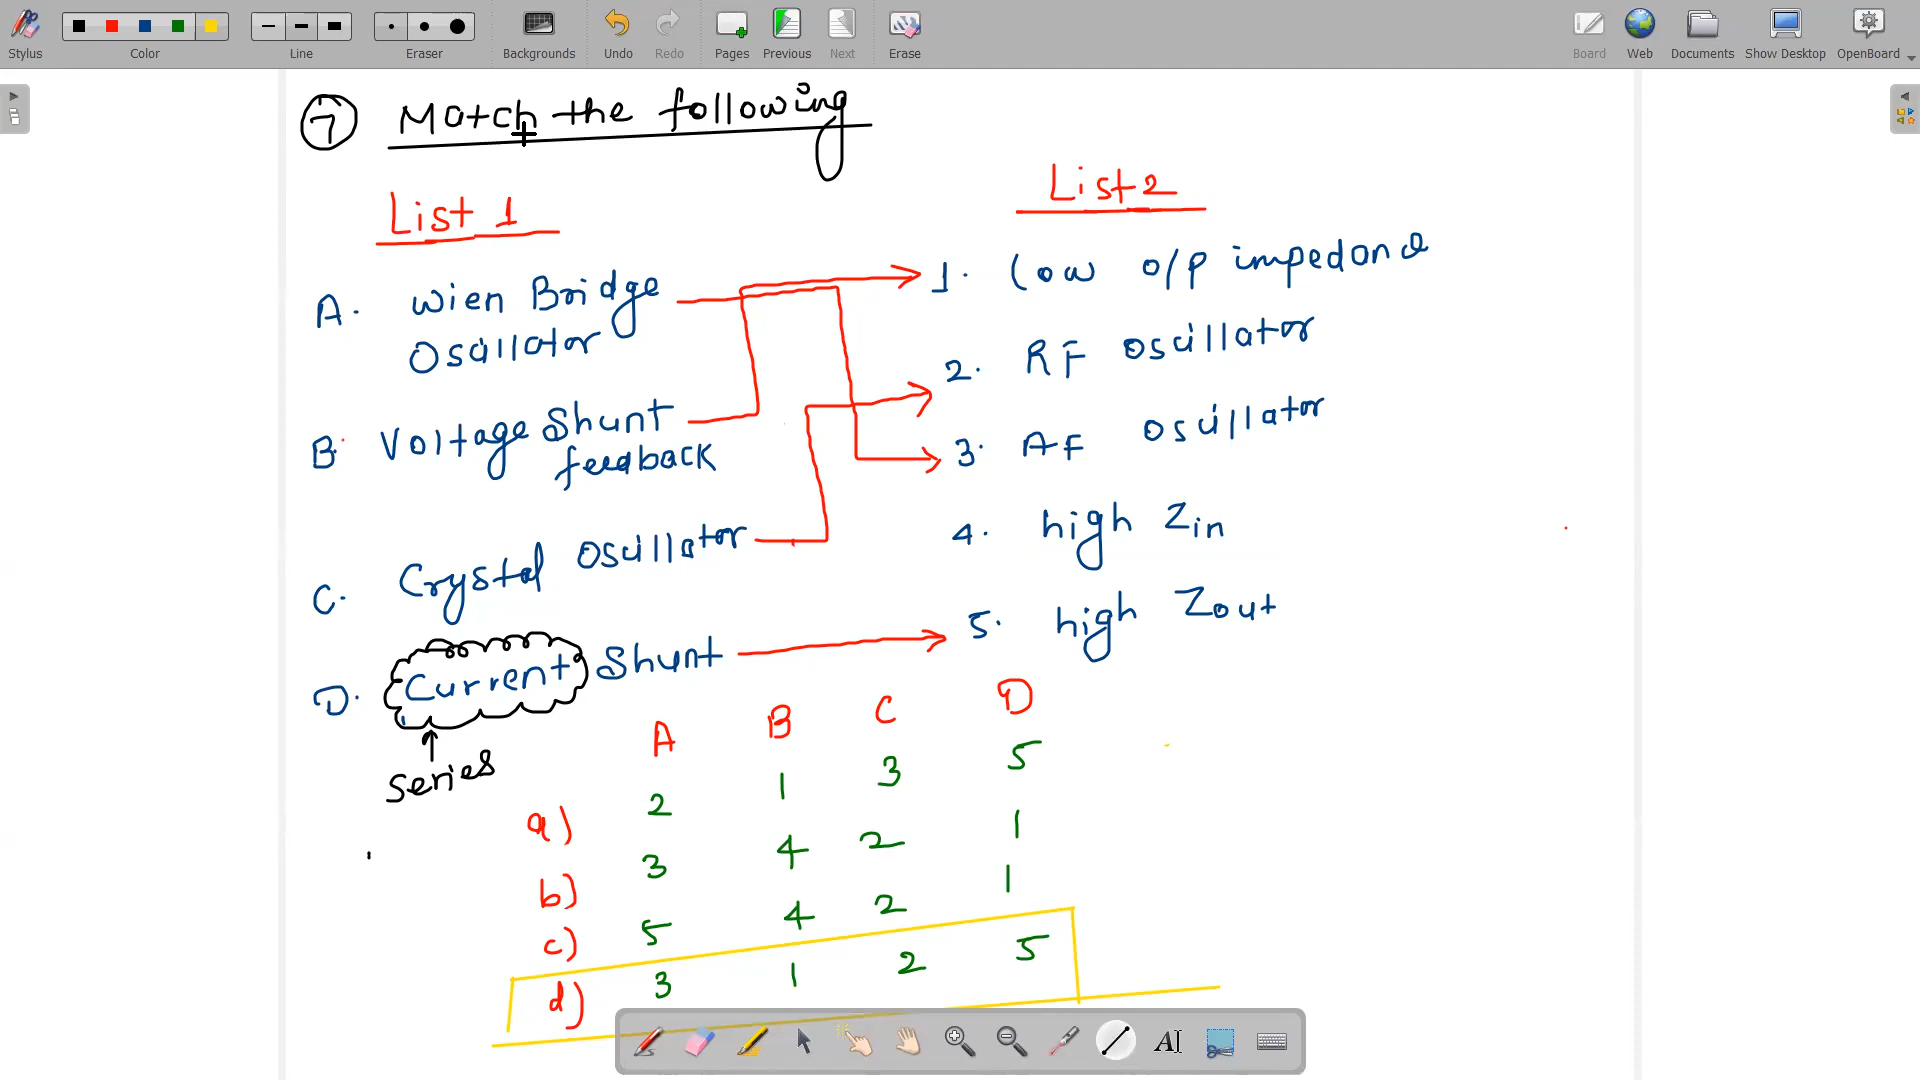 Stylus
Color
Line
Eraser
Backgrounds
Undo
Redo
Pages
Previous
Next
Erase
Board
Web
Documents
Show Desktop
OpenBoard
7 Match the following
List 1
List 2
A. Wien Bridge
Oscillator
B. Voltage Shunt
feedback
C. Crystal Oscillator
D. Current Shunt
series
1. Low o/p impedance
2. RF oscillator
3. AF oscillator
4. high Zin
5. high Zout
A B C D
a) 2 1 3 5
b) 3 4 2 1
c) 5 4 2 1
d) 3 1 2 5
AI